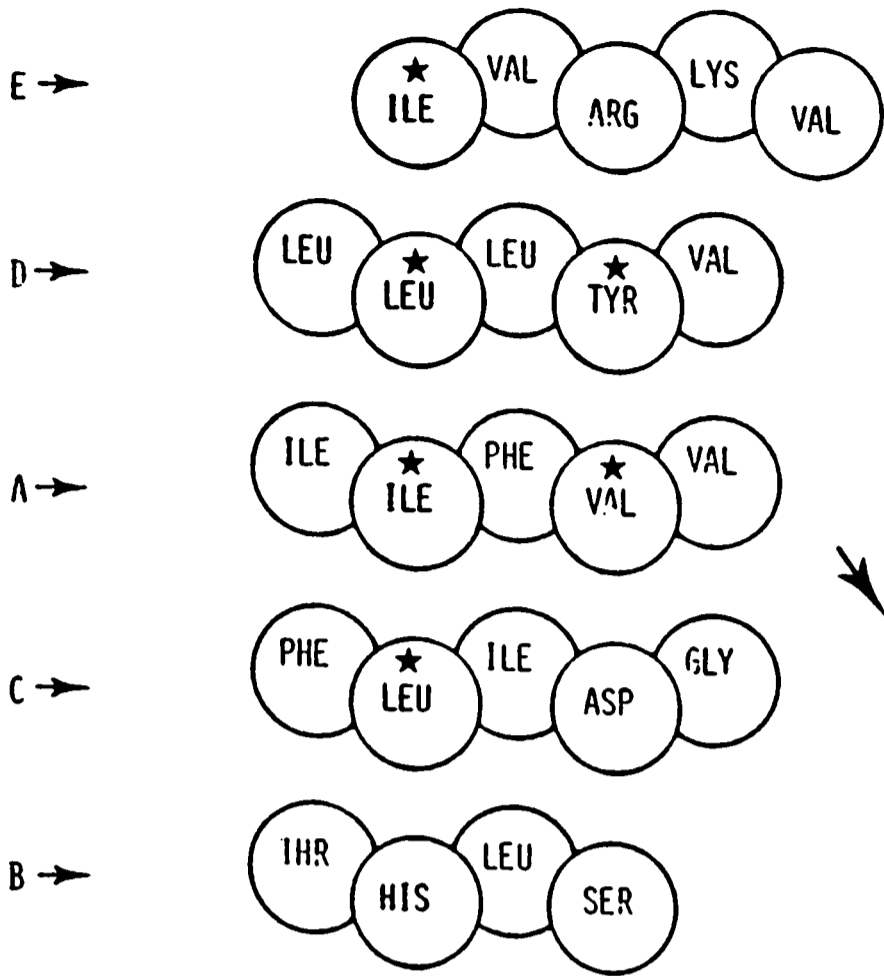 E → ILE VAL ARG LYS VAL
D → LEU LEU LEU TYR VAL
A → ILE ILE PHE VAL VAL
C → PHE LEU ILE ASP GLY
B → THR HIS LEU SER